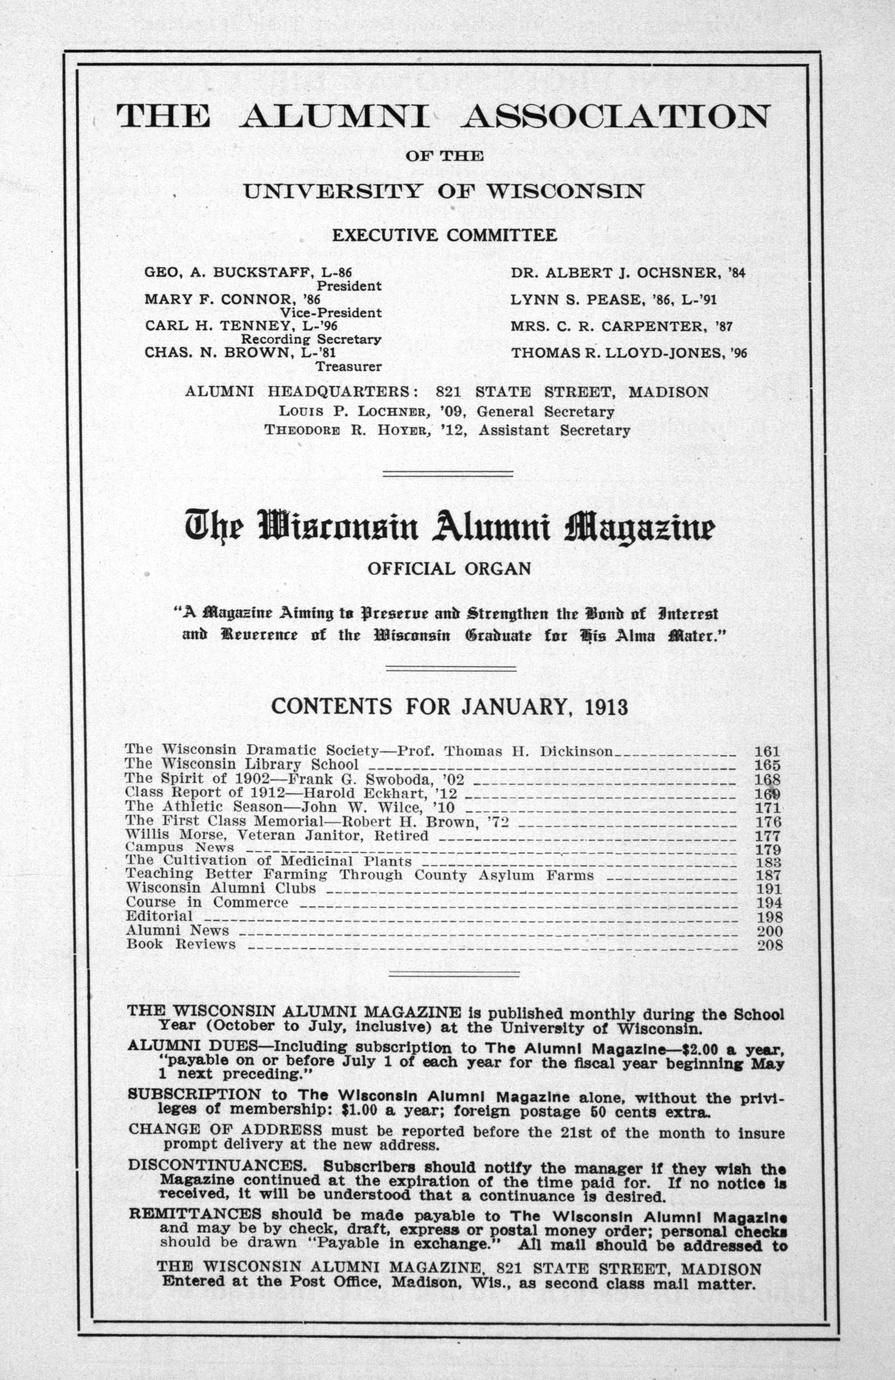 THE ALUMNI ASSOCIATION
OF THE
UNIVERSITY OF WISCONSIN
EXECUTIVE COMMITTEE
GEO, A. BUCKSTAFF, L-86
President
MARY F. CONNOR, '86
Vice-President
CARL H. TENNEY, L-'96
Recording Secretary
CHAS. N. BROWN, L-'81
Treasurer
DR. ALBERT J. OCHSNER, '84
LYNN S. PEASE, '86, L-'91
MRS. C. R. CARPENTER, '87
THOMAS R. LLOYD-JONES, '96
ALUMNI HEADQUARTERS: 821 STATE STREET, MADISON
LOUIS P. LOCHNER, '09, General Secretary
THEODORE R. HOYER, '12, Assistant Secretary
The Wisconsin Alumni Magazine
OFFICIAL ORGAN
"A Magazine Aiming to Preserve and Strengthen the Bond of Interest
and Reverence of the Wisconsin Graduate for His Alma Mater."
CONTENTS FOR JANUARY, 1913
The Wisconsin Dramatic Society—Prof. Thomas H. Dickinson 161
The Wisconsin Library School 165
The Spirit of 1902—Frank G. Swoboda, '02 168
Class Report of 1912—Harold Eckhart, '12 169
The Athletic Season—John W. Wilce, '10 171
The First Class Memorial—Robert H. Brown, '72 176
Willis Morse, Veteran Janitor, Retired 177
Campus News 179
The Cultivation of Medicinal Plants 183
Teaching Better Farming Through County Asylum Farms 187
Wisconsin Alumni Clubs 191
Course in Commerce 194
Editorial 198
Alumni News 200
Book Reviews 208
THE WISCONSIN ALUMNI MAGAZINE is published monthly during the School
Year (October to July, inclusive) at the University of Wisconsin.
ALUMNI DUES—Including subscription to The Alumni Magazine—$2.00 a year,
"payable on or before July 1 of each year for the fiscal year beginning May
1 next preceding."
SUBSCRIPTION to The Wisconsin Alumni Magazine alone, without the privi-
leges of membership: $1.00 a year; foreign postage 50 cents extra.
CHANGE OF ADDRESS must be reported before the 21st of the month to insure
prompt delivery at the new address.
DISCONTINUANCES. Subscribers should notify the manager if they wish the
Magazine continued at the expiration of the time paid for. If no notice is
received, it will be understood that a continuance is desired.
REMITTANCES should be made payable to The Wisconsin Alumni Magazine
and may be by check, draft, express or postal money order; personal checks
should be drawn "Payable in exchange." All mail should be addressed to
THE WISCONSIN ALUMNI MAGAZINE, 821 STATE STREET, MADISON
Entered at the Post Office, Madison, Wis., as second class mail matter.